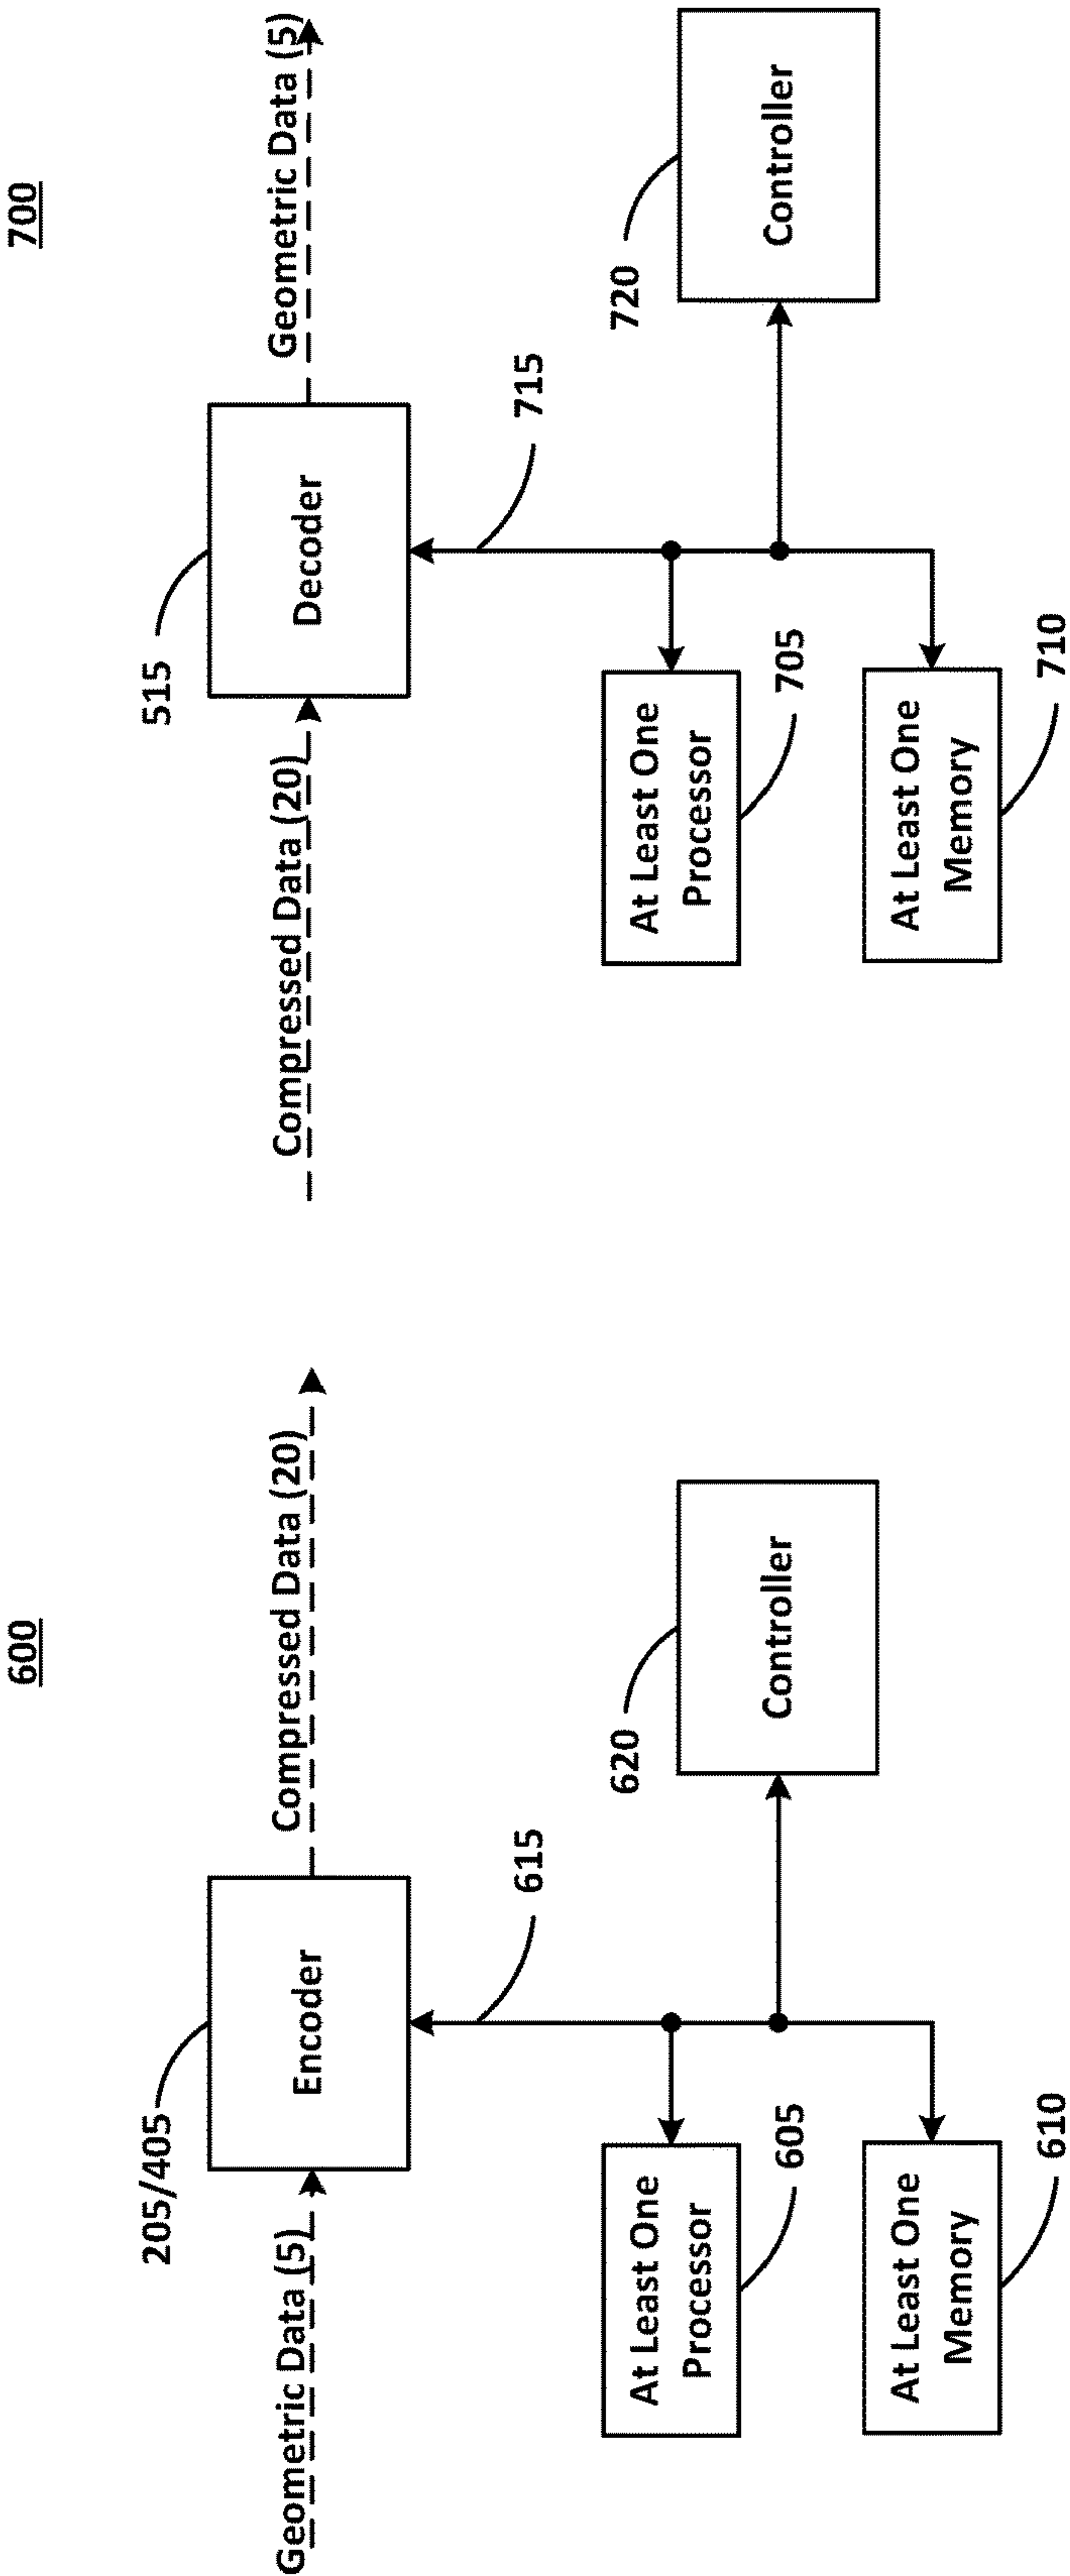 600
Geometric Data (5)
205/405
Encoder
Compressed Data (20)
615
At Least One
Processor
605
620
Controller
At Least One
Memory
610
700
Compressed Data (20)
515
Decoder
Geometric Data (5)
715
At Least One
Processor
705
720
Controller
At Least One
Memory
710